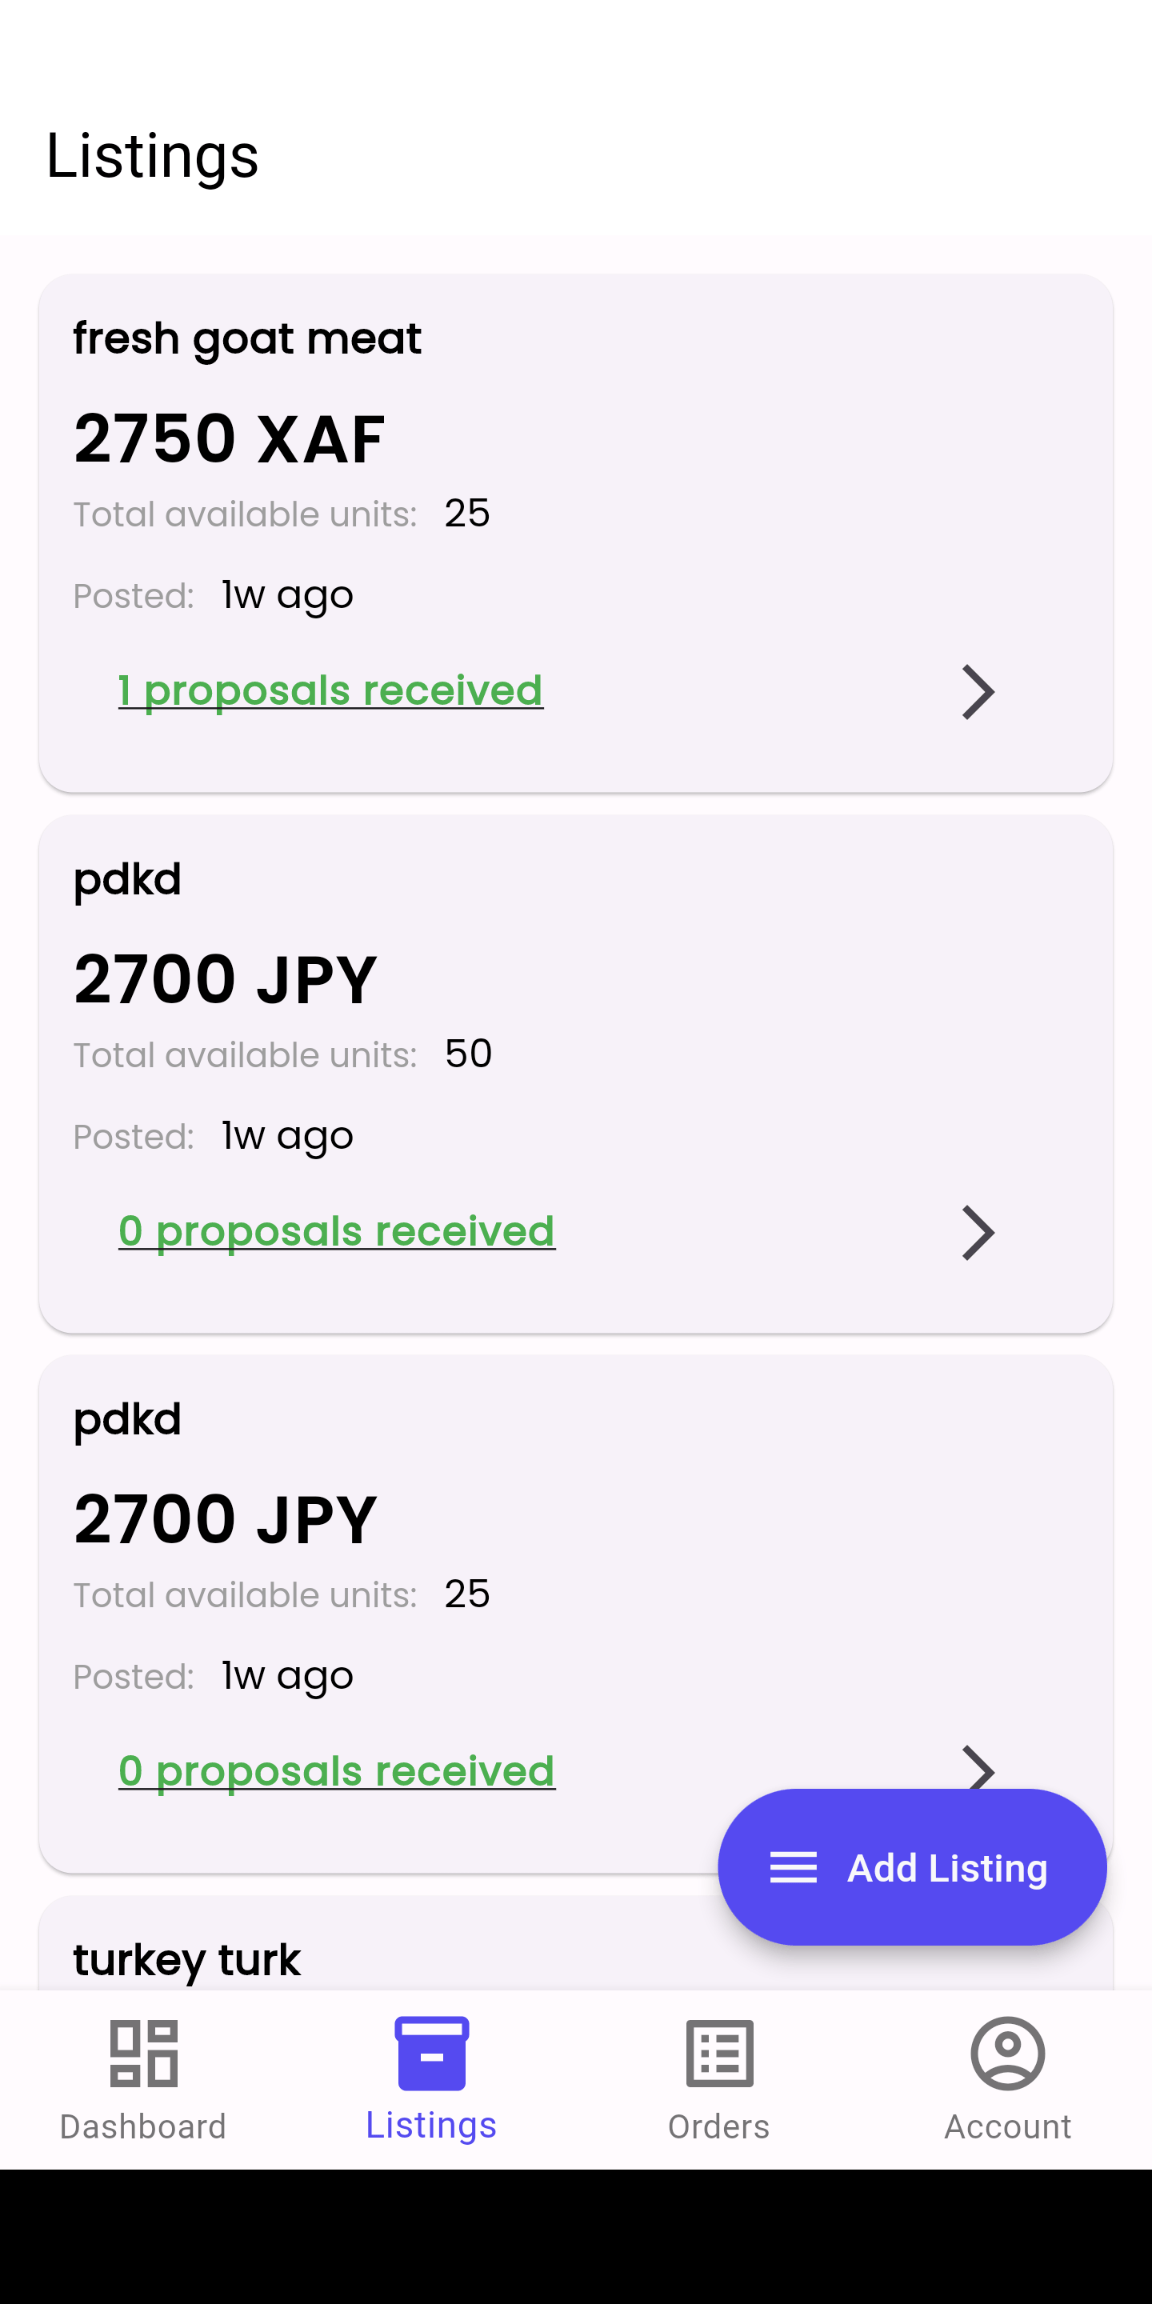 Listings
fresh goat meat
2750 XAF
Total available units: 25
Posted: 1w ago
1 proposals received
pdkd
2700 JPY
Total available units: 50
Posted: 1w ago
0 proposals received
pdkd
2700 JPY
Total available units: 25
Posted: 1w ago
0 proposals received
Add Listing
turkey turk
Dashboard
Listings
Orders
Account